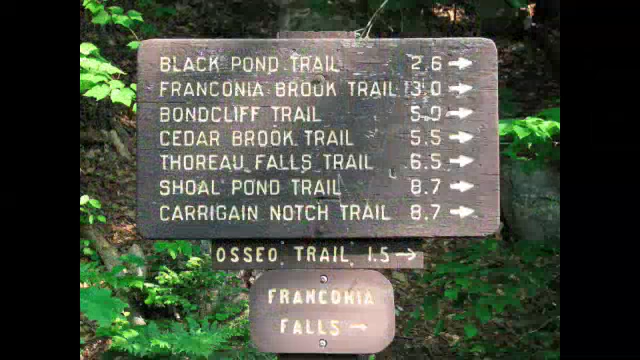 BLACK POND TRAIL 2.6 →
FRANCONIA BROOK TRAIL 3.0 →
BONDCLIFF TRAIL 5.0 →
CEDAR BROOK TRAIL 5.5 →
THOREAU FALLS TRAIL 6.5 →
SHOAL POND TRAIL 8.7 →
CARRIGAIN NOTCH TRAIL 8.7 →
OSSEO TRAIL 1.5 →
FRANCONIA
FALLS →